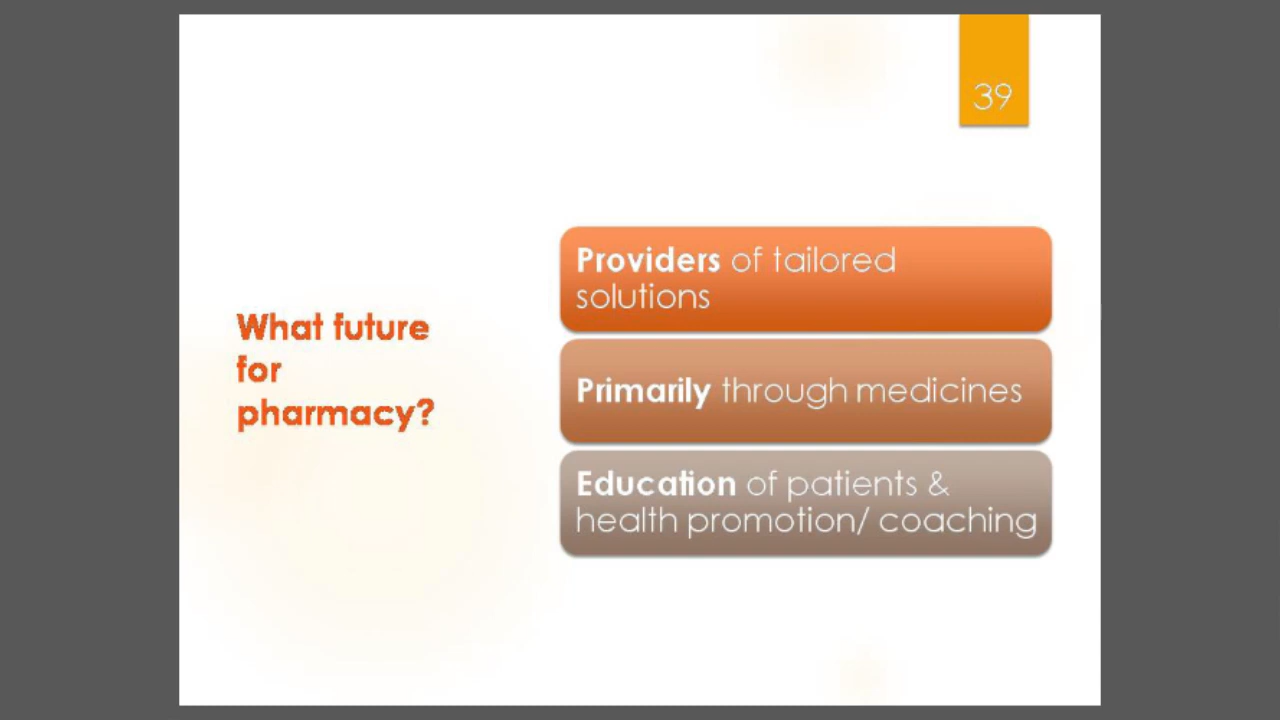 39
What future
for
pharmacy?
Providers of tailored
solutions
Primarily through medicines
Education of patients &
health promotion/ coaching